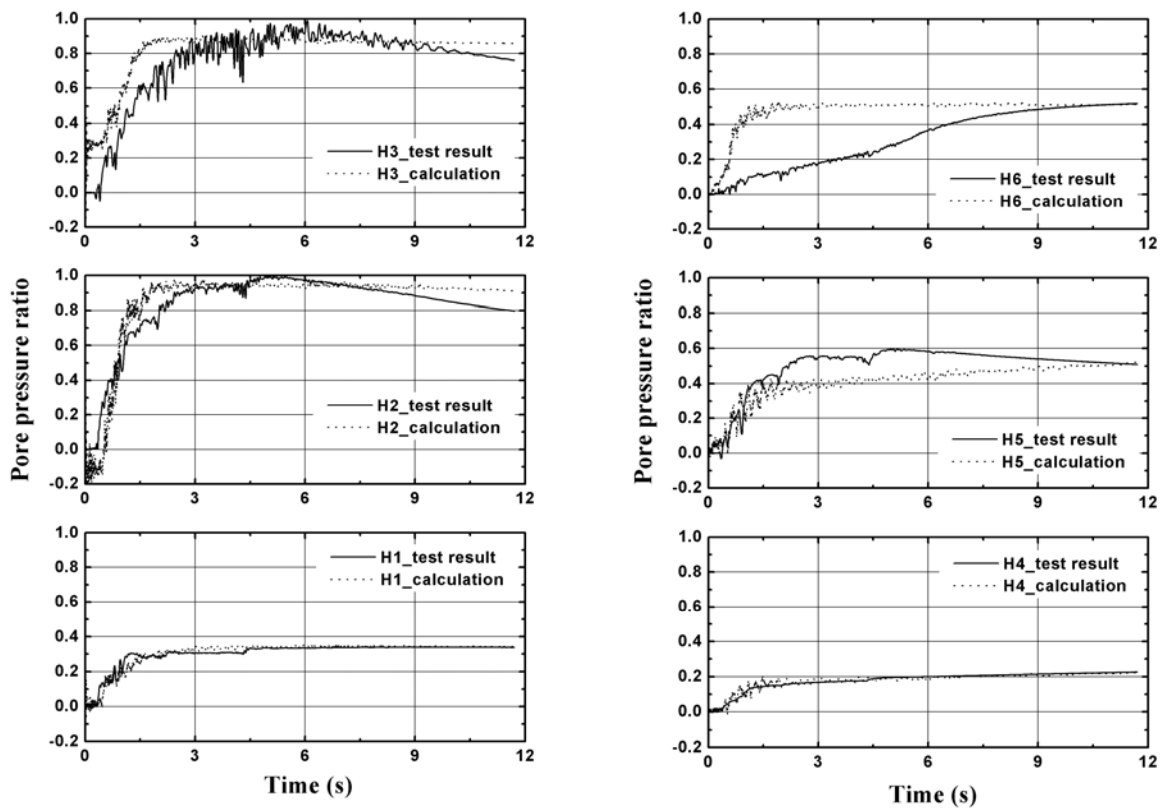 Pore pressure ratio
1.0
0.8
0.6
0.4
0.2
0.0
-0.2
H3_test result
H3_calculation
0 3 6 9 12
1.0
0.8
0.6
0.4
0.2
0.0
-0.2
H2_test result
H2_calculation
0 3 6 9 12
1.0
0.8
0.6
0.4
0.2
0.0
-0.2
H1_test result
H1_calculation
0 3 6 9 12
Time (s)
Pore pressure ratio
1.0
0.8
0.6
0.4
0.2
0.0
-0.2
H6_test result
H6_calculation
0 3 6 9 12
1.0
0.8
0.6
0.4
0.2
0.0
-0.2
H5_test result
H5_calculation
0 3 6 9 12
1.0
0.8
0.6
0.4
0.2
0.0
-0.2
H4_test result
H4_calculation
0 3 6 9 12
Time (s)